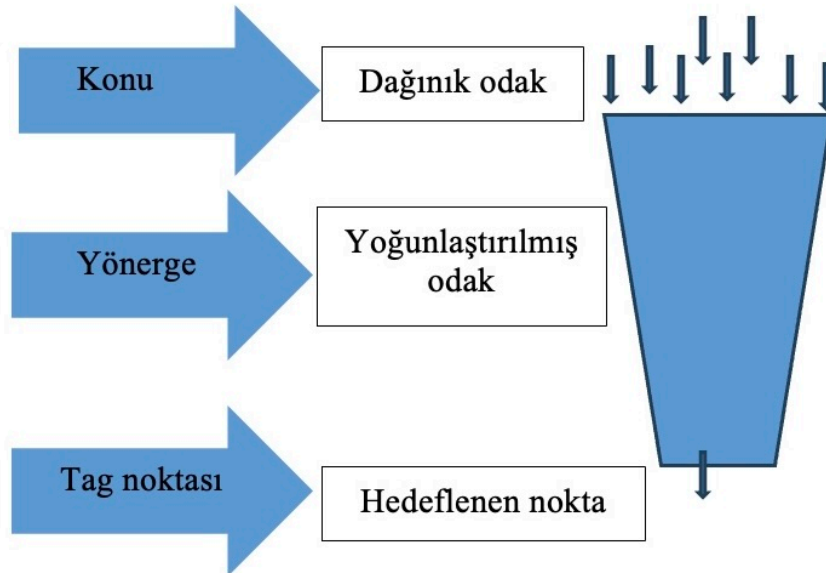 Konu
Dağınık odak
Yönerge
Yoğunlaştırılmış
odak
Tag noktası
Hedeflenen nokta